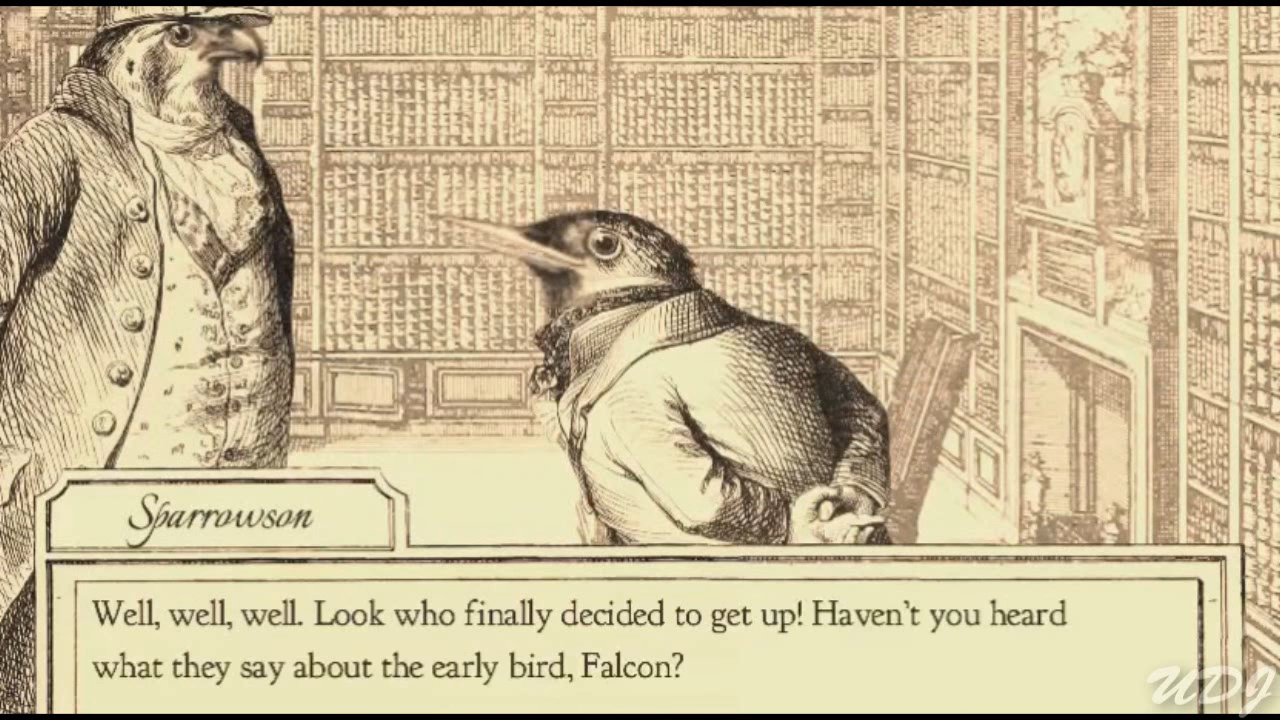 Sparrowson
Well, well, well. Look who finally decided to get up! Haven't you heard
what they say about the early bird, Falcon?
UDJ